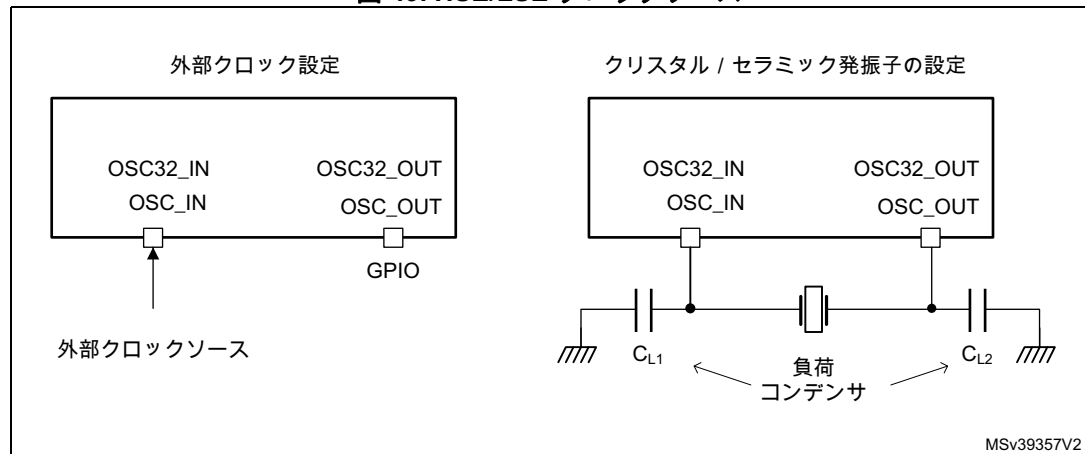 外部クロック設定
OSC32_IN
OSC_IN
OSC32_OUT
OSC_OUT
GPIO
外部クロックソース
クリスタル / セラミック発振子の設定
OSC32_IN
OSC_IN
OSC32_OUT
OSC_OUT
CL1
負荷
コンデンサ
CL2
MSv39357V2